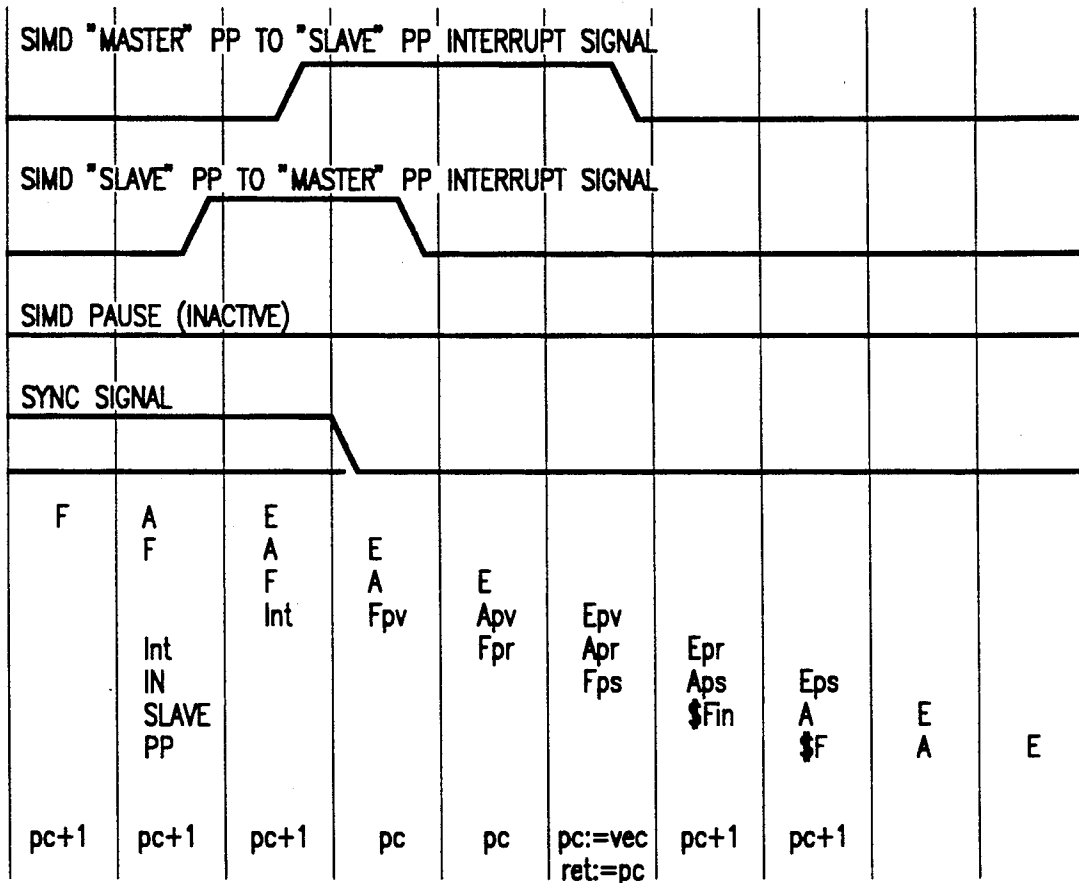 SIMD "MASTER" PP TO "SLAVE" PP INTERRUPT SIGNAL
SIMD "SLAVE" PP TO "MASTER" PP INTERRUPT SIGNAL
SIMD PAUSE (INACTIVE)
SYNC SIGNAL
F A E
F A E
F A E
Int Fpv Apv Epv
Int Fpr Apr Epr
IN Fps Aps Eps
SLAVE $Fin A E
PP $F A E
pc+1 pc+1 pc+1 pc pc pc:=vec pc+1 pc+1
ret:=pc